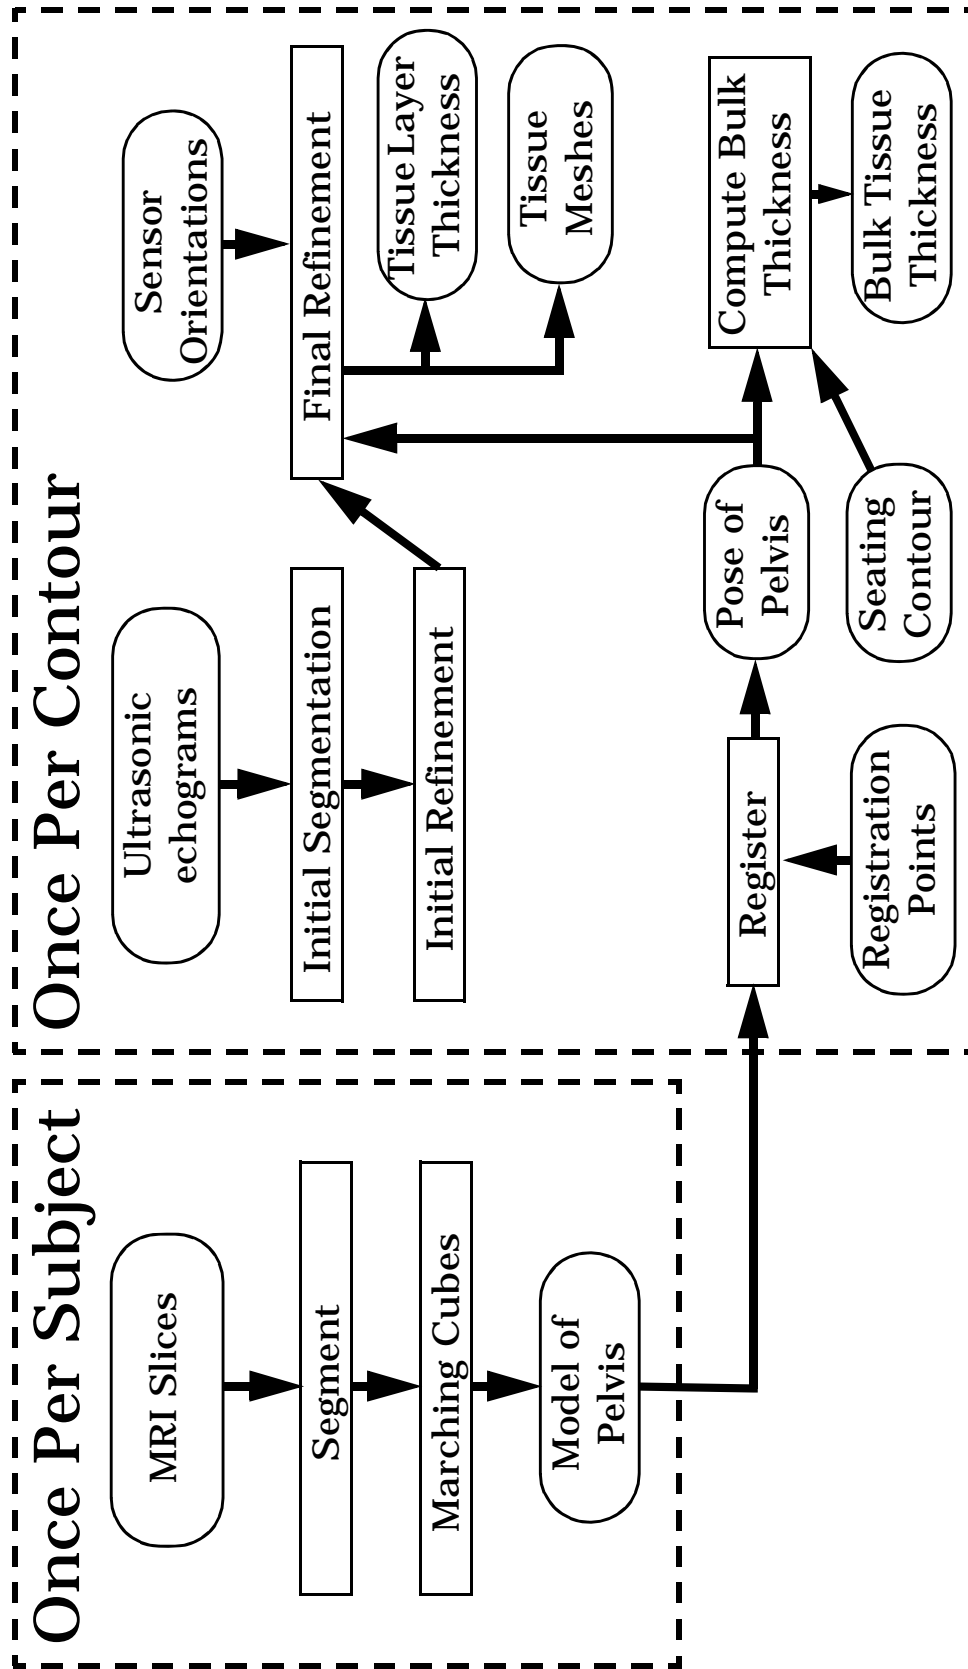 Once Per Subject
MRI Slices
Segment
Marching Cubes
Model of
Pelvis
Once Per Contour
Ultrasonic
echograms
Initial Segmentation
Initial Refinement
Sensor
Orientations
Final Refinement
Tissue Layer
Thickness
Tissue
Meshes
Register
Registration
Points
Pose of
Pelvis
Seating
Contour
Compute Bulk
Thickness
Bulk Tissue
Thickness